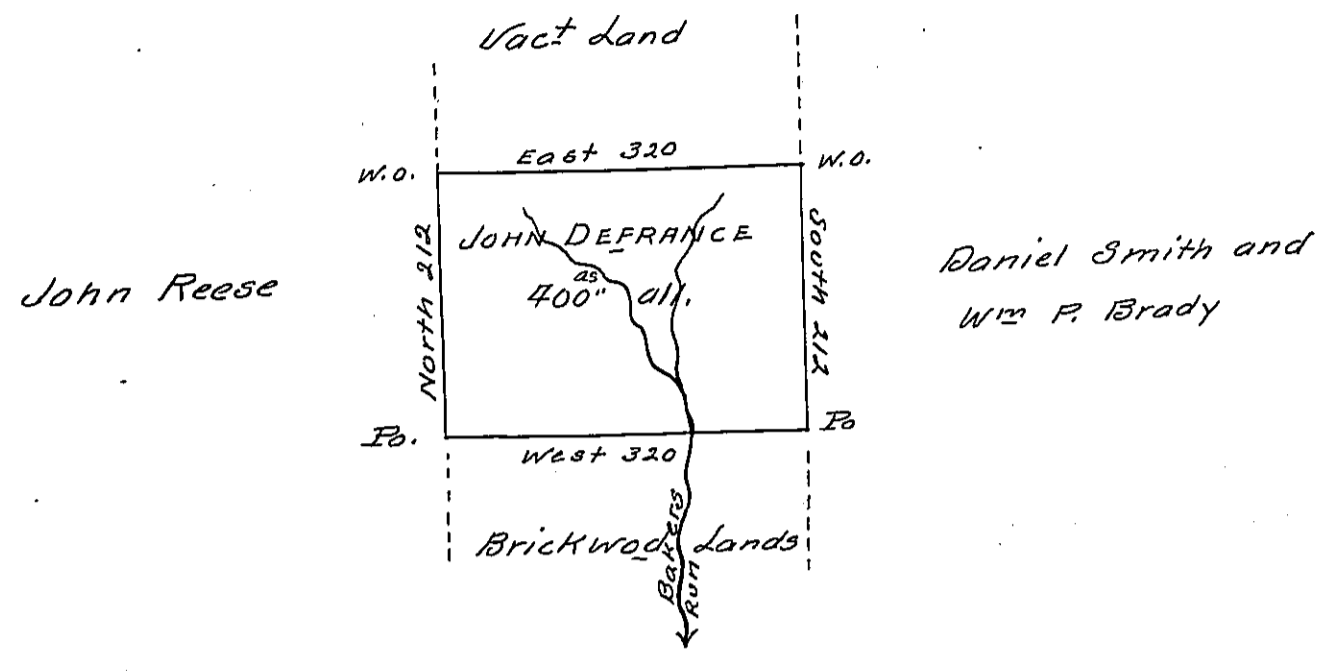 Vact Land
East 320
W.O.
W.O.
North 212
JOHN DEFRANCE
as
400" all.
South 212
John Reese
Daniel Smith and
Wm P. Brady
Po.
Po
West 320
Brickwod Lands
Bakers
Run